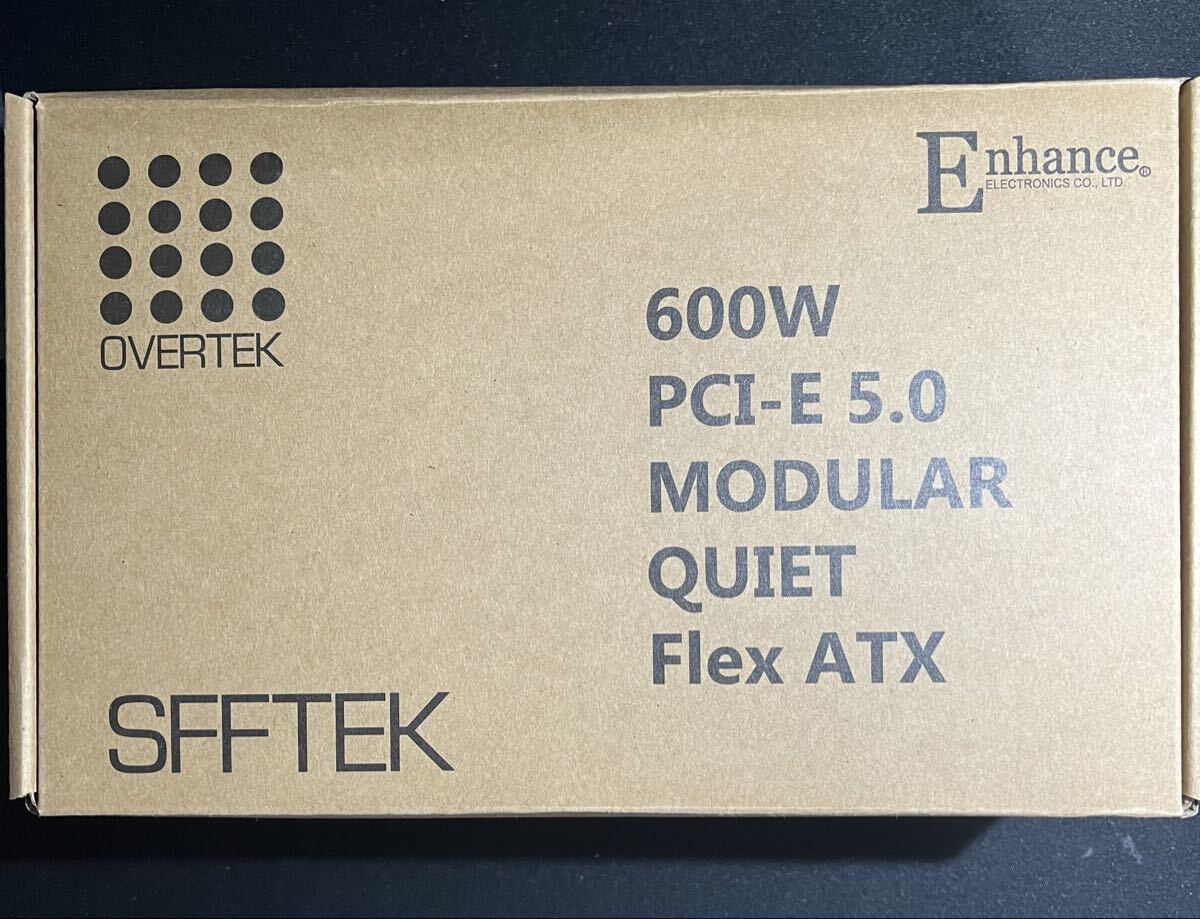 OVERTEK
Enhance®
ELECTRONICS CO., LTD.
600W
PCI-E 5.0
MODULAR
QUIET
Flex ATX
SFFTEK